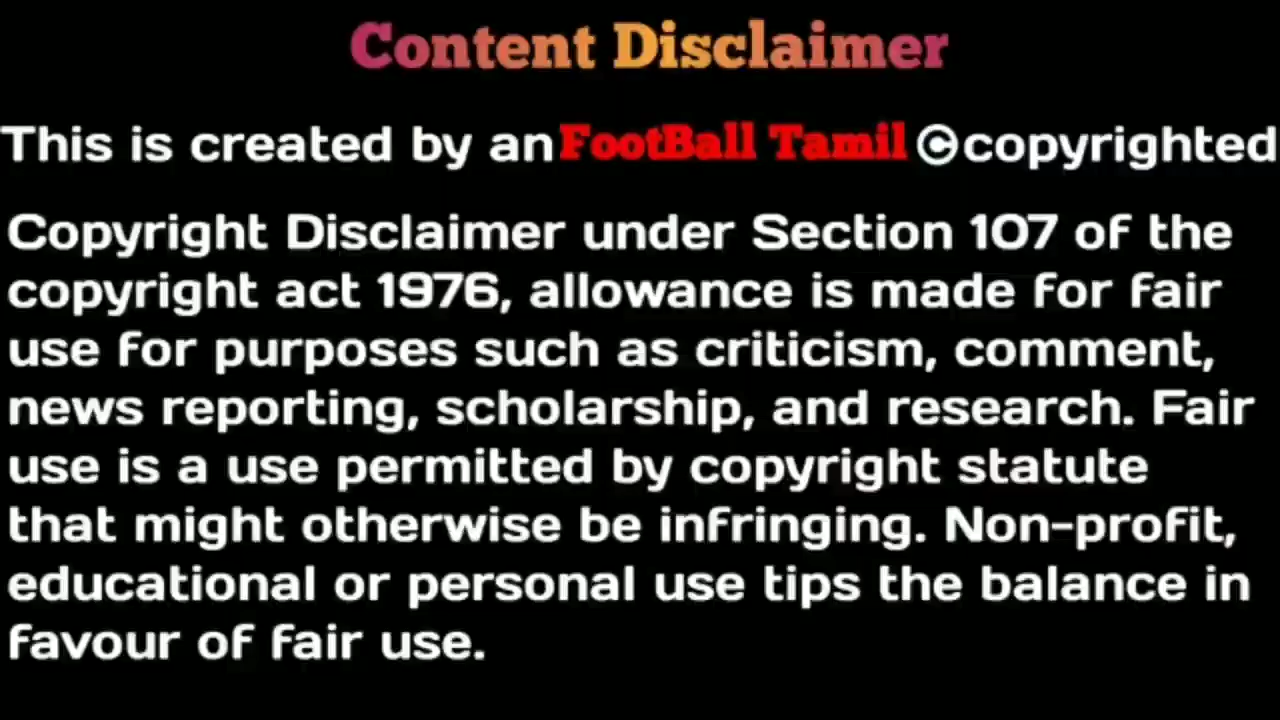 Content Disclaimer
This is created by an FootBall Tamil ©copyrighted
Copyright Disclaimer under Section 107 of the
copyright act 1976, allowance is made for fair
use for purposes such as criticism, comment,
news reporting, scholarship, and research. Fair
use is a use permitted by copyright statute
that might otherwise be infringing. Non-profit,
educational or personal use tips the balance in
favour of fair use.